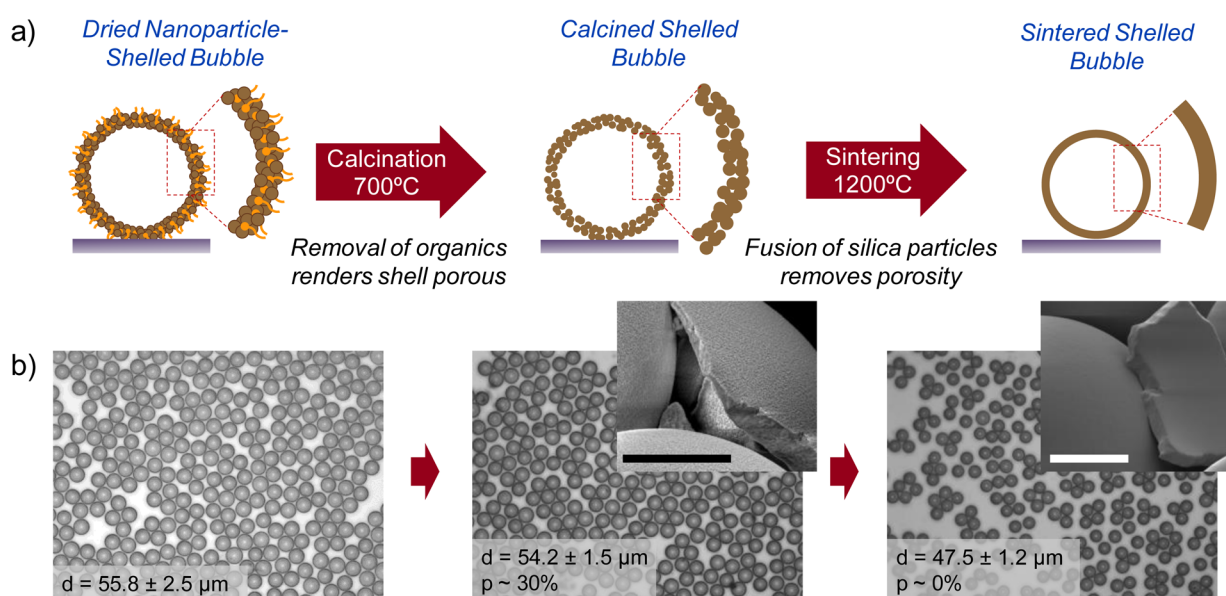 a)
Dried Nanoparticle-
Shelled Bubble
Calcined Shelled
Bubble
Sintered Shelled
Bubble
Calcination
700ºC
Sintering
1200ºC
Removal of organics
renders shell porous
Fusion of silica particles
removes porosity
b)
d = 55.8 ± 2.5 µm
d = 54.2 ± 1.5 µm
p ~ 30%
d = 47.5 ± 1.2 µm
p ~ 0%